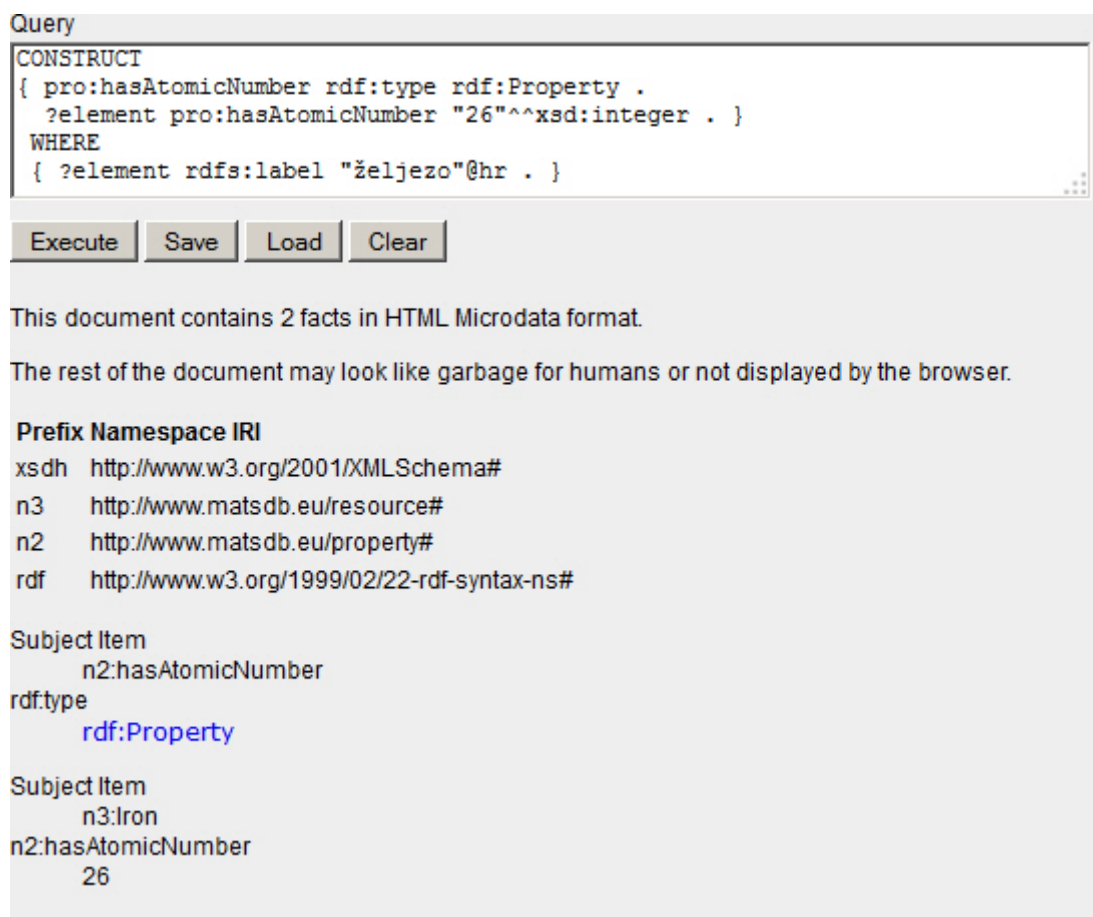 Query
CONSTRUCT
{ pro:hasAtomicNumber rdf:type rdf:Property .
?element pro:hasAtomicNumber "26"^^xsd:integer . }
WHERE
{ ?element rdfs:label "željezo"@hr . }
Execute Save Load Clear
This document contains 2 facts in HTML Microdata format.
The rest of the document may look like garbage for humans or not displayed by the browser.
Prefix Namespace IRI
xsdh http://www.w3.org/2001/XMLSchema#
n3 http://www.matsdb.eu/resource#
n2 http://www.matsdb.eu/property#
rdf http://www.w3.org/1999/02/22-rdf-syntax-ns#
Subject Item
n2:hasAtomicNumber
rdf:type
rdf:Property
Subject Item
n3:Iron
n2:hasAtomicNumber
26